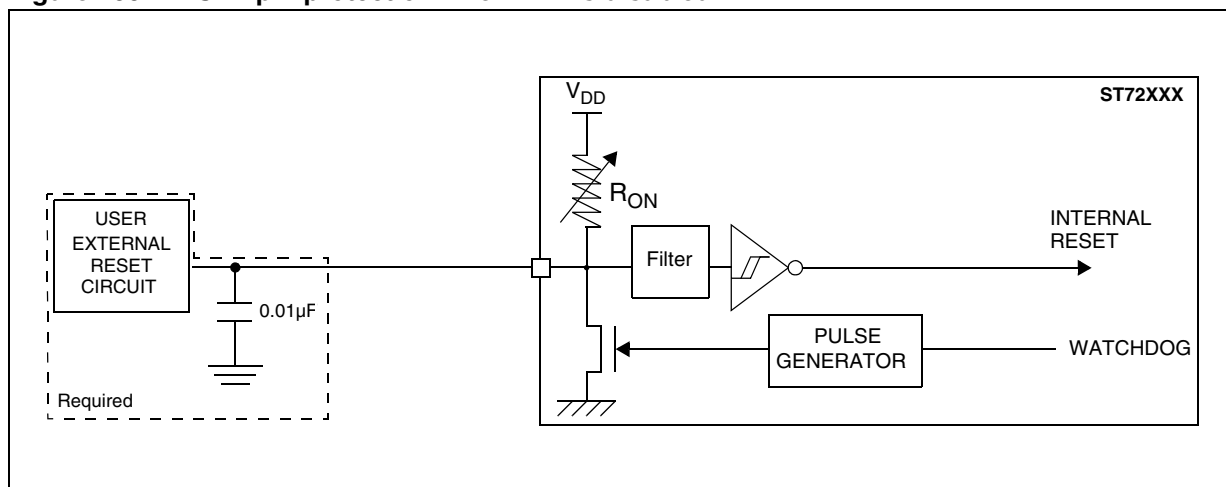 V_DD
ST72XXX
R_ON
USER
EXTERNAL
RESET
CIRCUIT
0.01µF
Required
Filter
INTERNAL
RESET
PULSE
GENERATOR
WATCHDOG